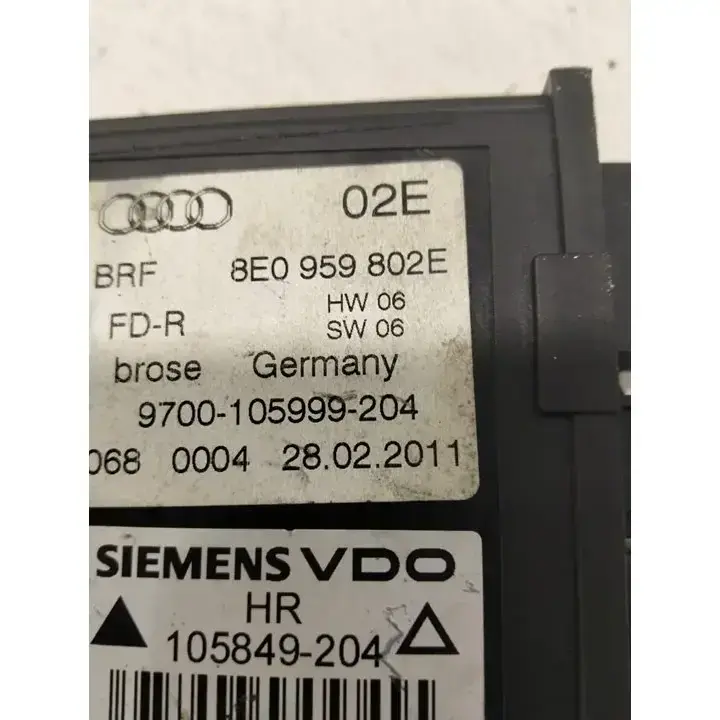 02E
BRF 8E0 959 802E
FD-R HW 06
SW 06
brose Germany
9700-105999-204
068 0004 28.02.2011
SIEMENS VDO
HR
105849-204